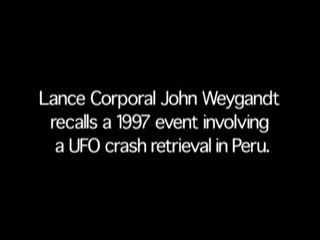 Lance Corporal John Weygandt
recalls a 1997 event involving
a UFO crash retrieval in Peru.